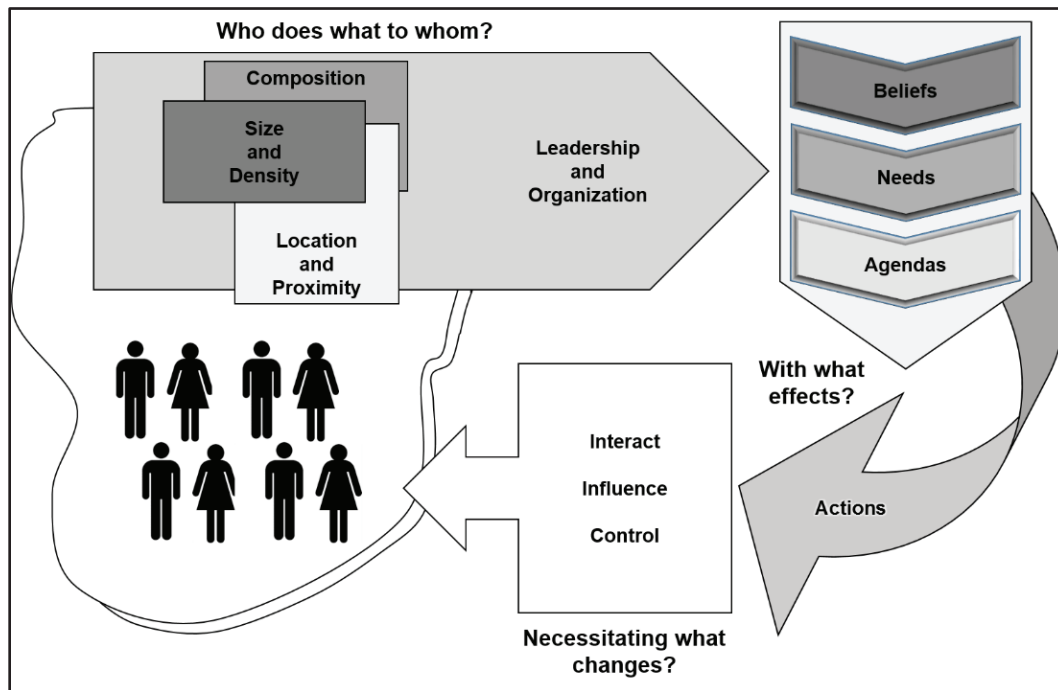 Who does what to whom?
Composition
Size
and
Density
Location
and
Proximity
Leadership
and
Organization
Beliefs
Needs
Agendas
With what
effects?
Actions
Interact
Influence
Control
Necessitating what
changes?